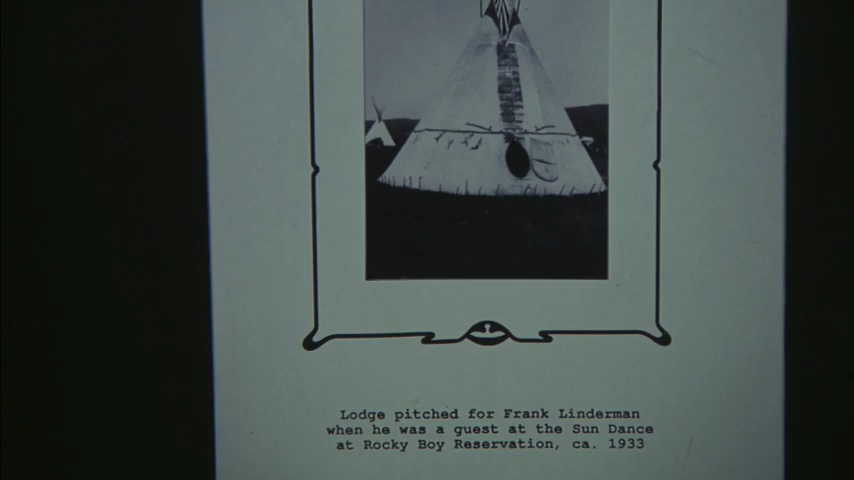 Lodge pitched for Frank Linderman
when he was a guest at the Sun Dance
at Rocky Boy Reservation, ca. 1933